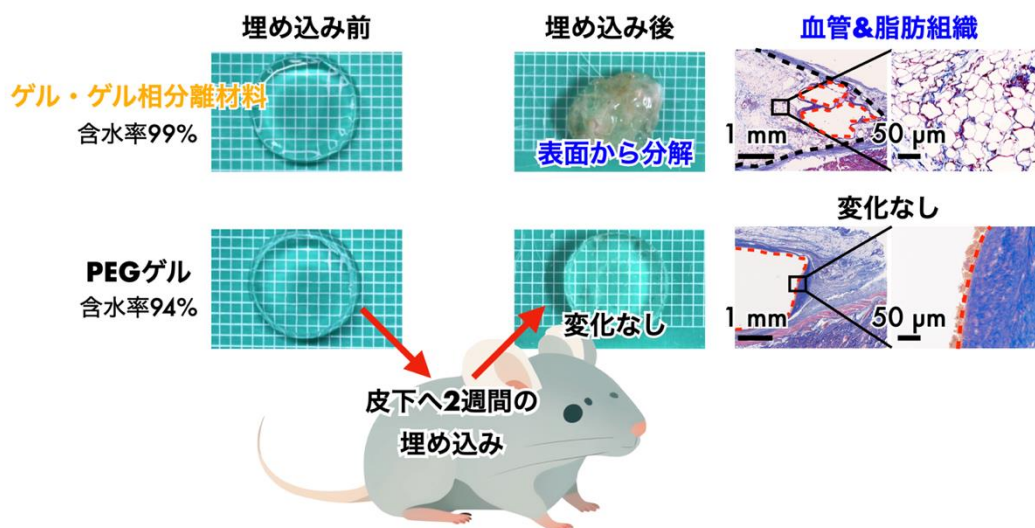 埋め込み前
埋め込み後
血管&脂肪組織
ゲル・ゲル相分離材料
含水率99%
表面から分解
1 mm
50 µm
変化なし
PEGゲル
含水率94%
変化なし
1 mm
50 µm
皮下へ2週間の
埋め込み